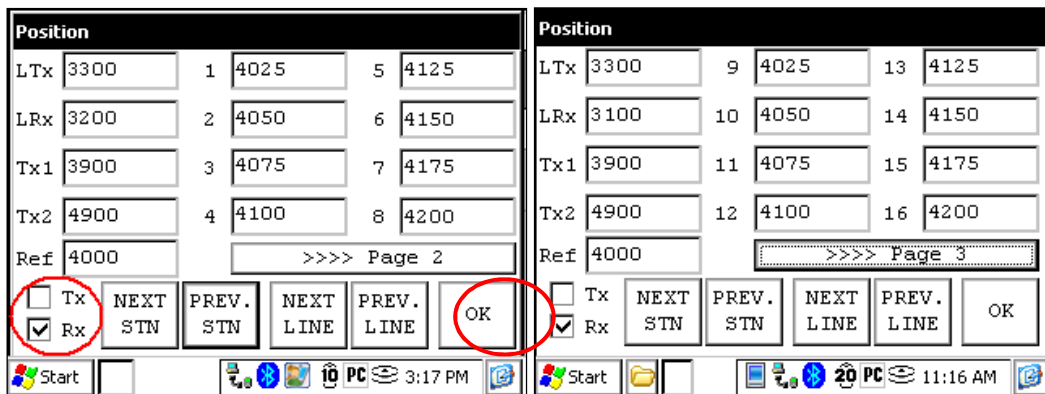 Position
LTx 3300 1 4025 5 4125
LRx 3200 2 4050 6 4150
Tx1 3900 3 4075 7 4175
Tx2 4900 4 4100 8 4200
Ref 4000 >>>> Page 2
Tx NEXT STN PREV. STN NEXT LINE PREV. LINE OK
Rx
Start 10 PC 3:17 PM
Position
LTx 3300 9 4025 13 4125
LRx 3100 10 4050 14 4150
Tx1 3900 11 4075 15 4175
Tx2 4900 12 4100 16 4200
Ref 4000 >>>> Page 3
Tx NEXT STN PREV. STN NEXT LINE PREV. LINE OK
Rx
Start 20 PC 11:16 AM